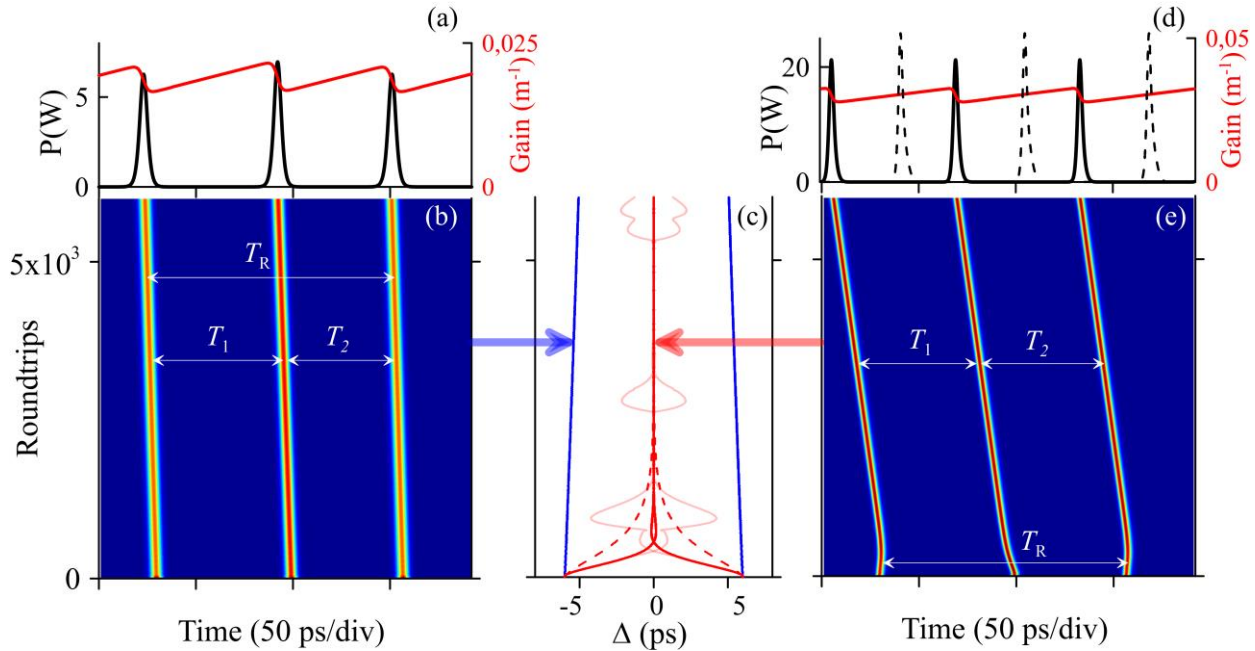 (a)
0,025
5
0
P(W)
Gain (m⁻¹)
0
(d)
0,05
20
10
0
P(W)
Gain (m⁻¹)
0
(b)
T_R
T_1
T_2
5x10³
0
Roundtrips
Time (50 ps/div)
(c)
-5
0
5
Δ (ps)
(e)
T_1
T_2
T_R
Time (50 ps/div)